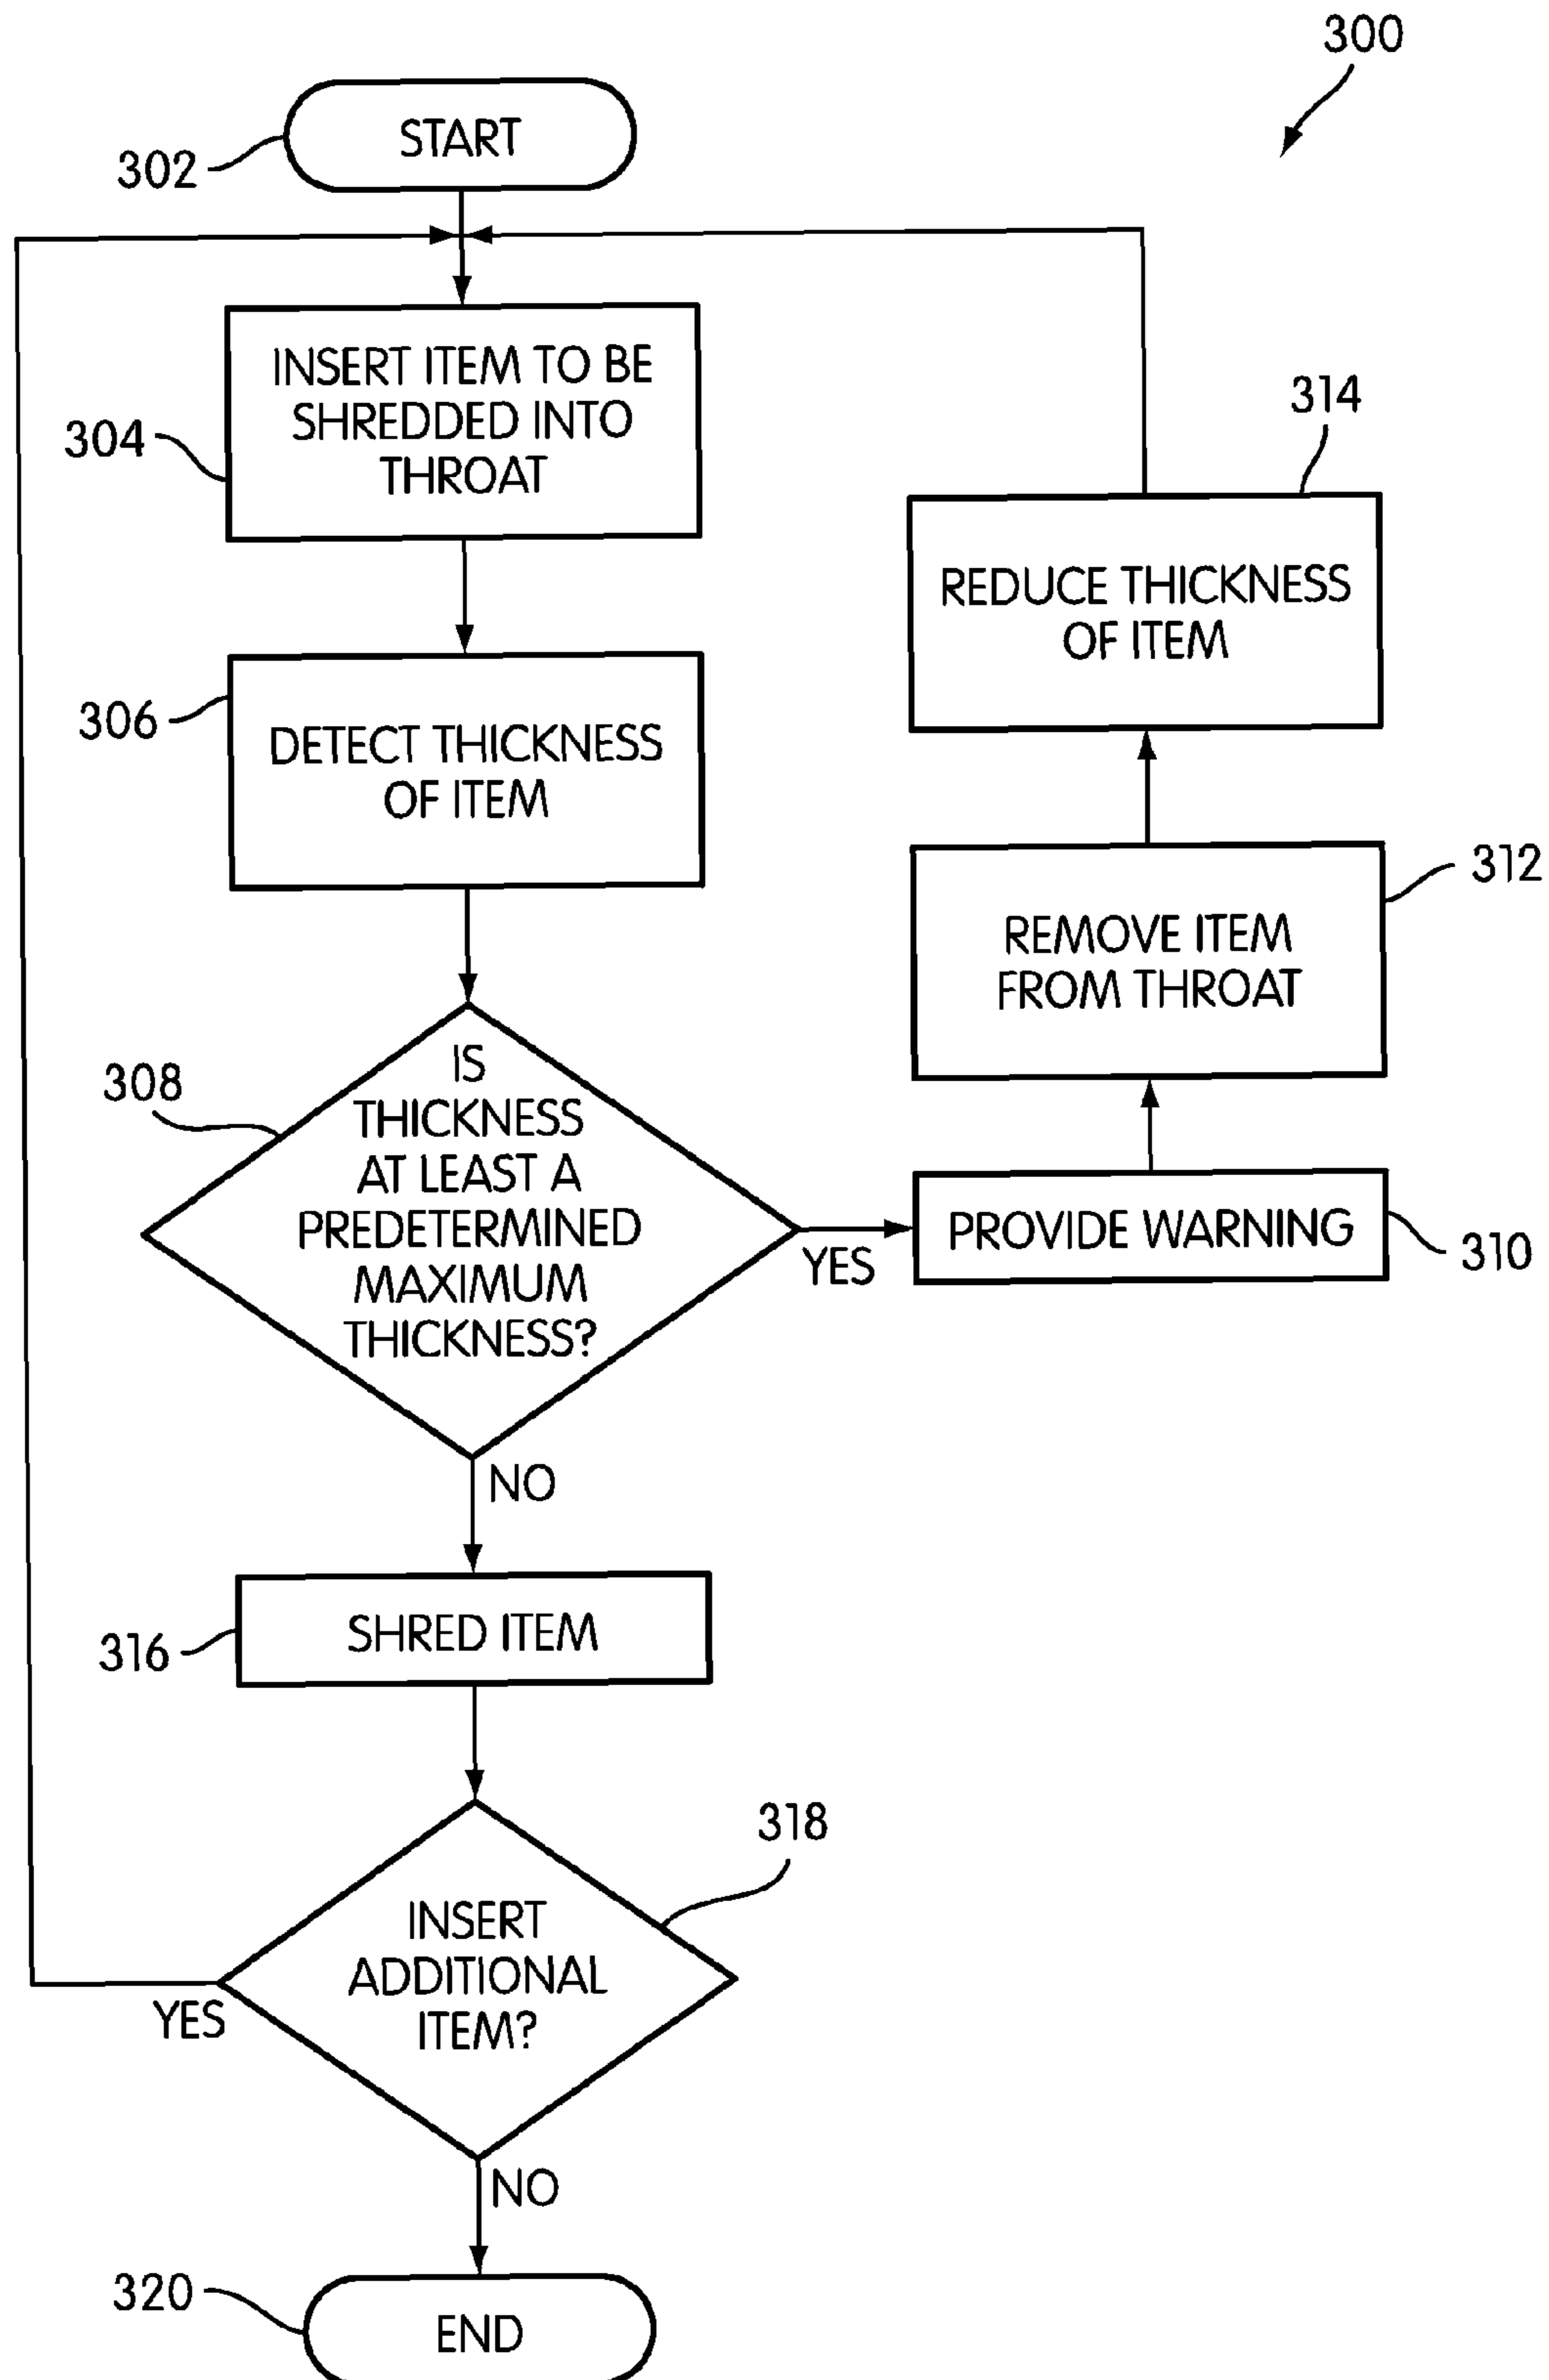 300
START
302
INSERT ITEM TO BE
SHREDDED INTO
THROAT
304
314
REDUCE THICKNESS
OF ITEM
306
DETECT THICKNESS
OF ITEM
312
REMOVE ITEM
FROM THROAT
308
IS
THICKNESS
AT LEAST A
PREDETERMINED
MAXIMUM
THICKNESS?
YES
PROVIDE WARNING
310
NO
SHRED ITEM
316
318
INSERT
ADDITIONAL
ITEM?
YES
NO
320
END